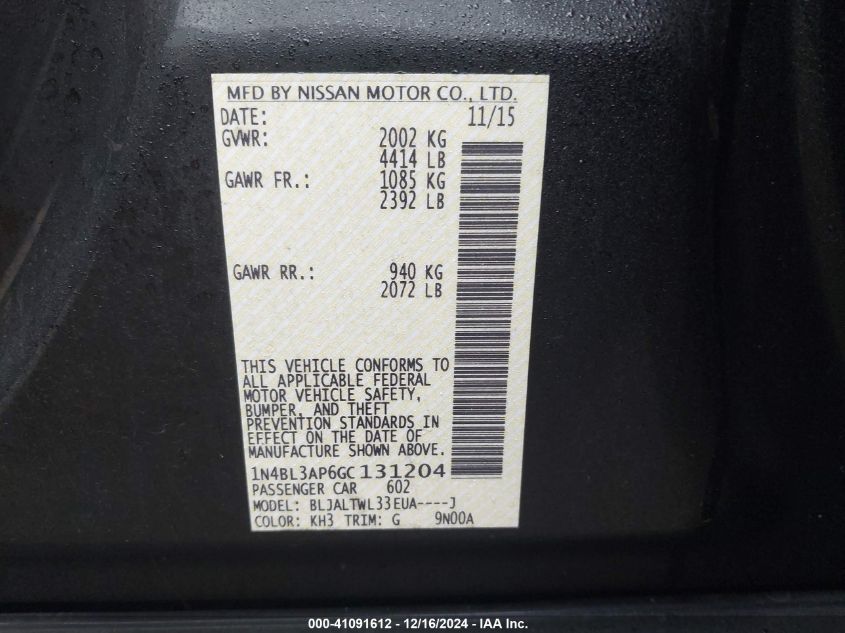 MFD BY NISSAN MOTOR CO., LTD.
DATE: 11/15
GVWR: 2002 KG
4414 LB
GAWR FR.: 1085 KG
2392 LB
GAWR RR.: 940 KG
2072 LB
THIS VEHICLE CONFORMS TO
ALL APPLICABLE FEDERAL
MOTOR VEHICLE SAFETY,
BUMPER, AND THEFT
PREVENTION STANDARDS IN
EFFECT ON THE DATE OF
MANUFACTURE SHOWN ABOVE.
1N4BL3AP6GC131204
PASSENGER CAR 602
MODEL: BLJALTWL33EUA----J
COLOR: KH3 TRIM: G 9N00A
000-41091612 - 12/16/2024 - IAA Inc.